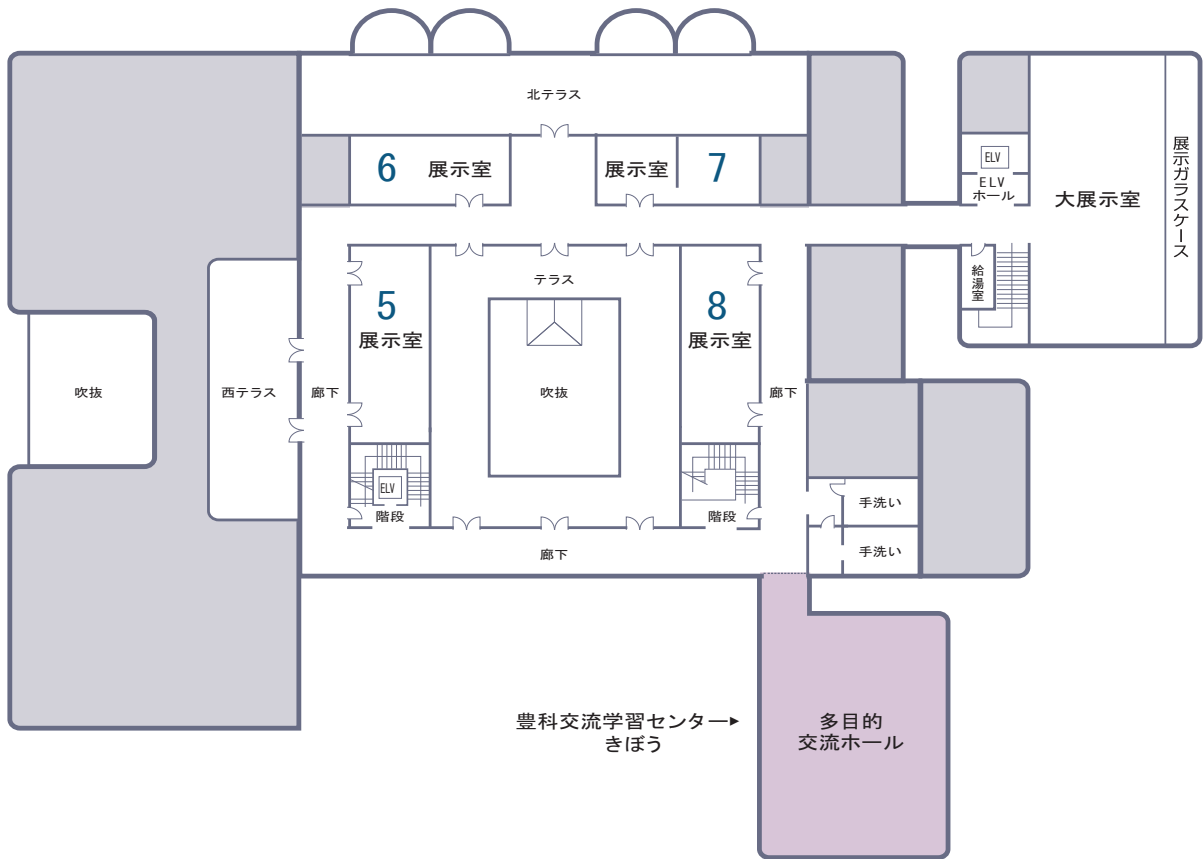 北テラス
6 展示室
展示室 7
ELV
ELV
ホール
大展示室
展示ガラスケース
給湯室
テラス
5
展示室
8
展示室
吹抜
西テラス
廊下
吹抜
廊下
ELV
階段
階段
手洗い
手洗い
廊下
豊科交流学習センター
きぼう
多目的
交流ホール